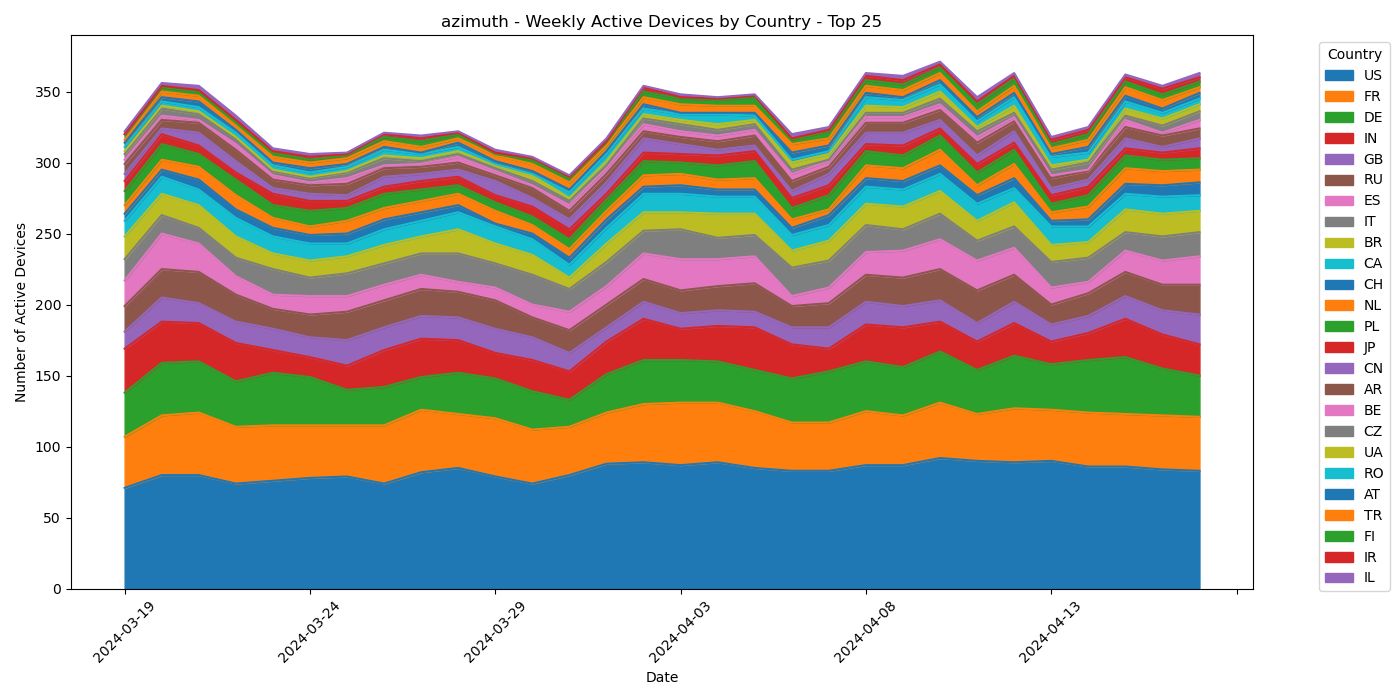 azimuth - Weekly Active Devices by Country - Top 25
Number of Active Devices
350
300
250
200
150
100
50
0
2024-03-19
2024-03-24
2024-03-29
2024-04-03
2024-04-08
2024-04-13
Date
Country
US
FR
DE
IN
GB
RU
ES
IT
BR
CA
CH
NL
PL
JP
CN
AR
BE
CZ
UA
RO
AT
TR
FI
IR
IL